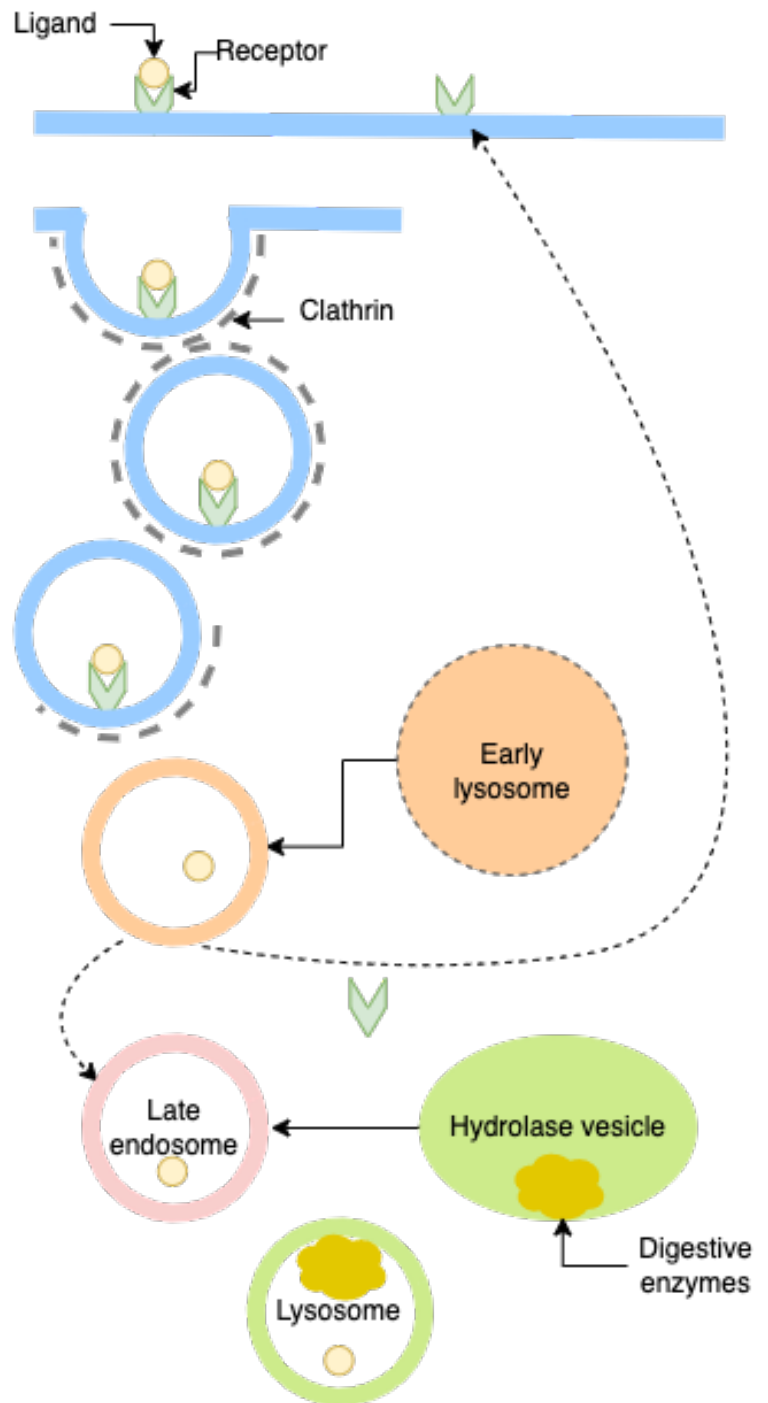 Ligand
Receptor
Clathrin
Early
lysosome
Late
endosome
Hydrolase vesicle
Digestive
enzymes
Lysosome